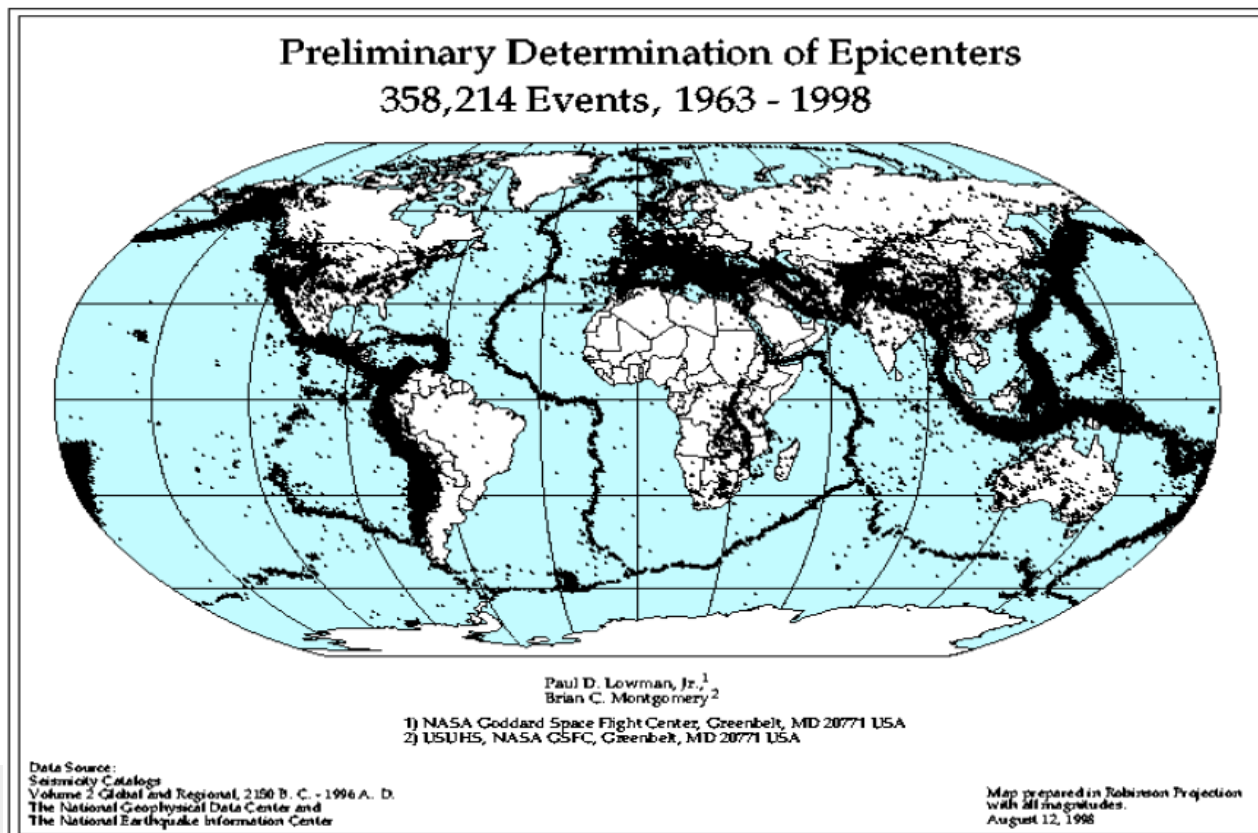 Preliminary Determination of Epicenters
358,214 Events, 1963 - 1998
Paul D. Lowman, Jr.,1
Brian C. Montgomery 2
1) NASA Goddard Space Flight Center, Greenbelt, MD 20771 USA
2) USUHS, NASA GSFC, Greenbelt, MD 20771 USA
Data Source:
Seismicity Catalogs
Volume 2 Global and Regional, 2150 B. C. - 1996 A. D.
The National Geophysical Data Center and
The National Earthquake Information Center
Map prepared in Robinson Projection
with all magnitudes.
August 12, 1998